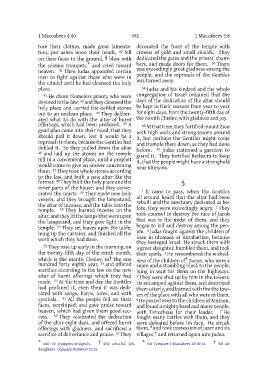 1 Maccabees 4:40 692 1 Maccabees 5:8
tore their clothes, made great lamenta-
tion, put ashes upon their heads, 40 fell
on their faces to the ground, blew with
the solemn trumpets, and cried toward
heaven. 41 Then Judas appointed certain
men to fight against those who were in
the citadel until he had cleansed the holy
place.
42 He chose blameless priests who were
devoted to the law; 43 and they cleansed the
holy place and carried the defiled stones
out to an unclean place. 44 They deliber-
ated what to do with the altar of burnt
offerings, which had been profaned. 45 A
good plan came into their mind, that they
should pull it down, lest it would be a
reproach to them, because the Gentiles had
defiled it. So they pulled down the altar
46 and laid up the stones on the temple
hill in a convenient place, until a prophet
would come to give an answer concerning
them. 47 They took whole stones according
to the law, and built a new altar like the
former. 48 They built the holy place and the
inner parts of the house; and they conse-
crated the courts. 49 They made new holy
vessels, and they brought the lampstand,
the altar of incense, and the table into the
temple. 50 They burned incense on the
altar, and they lit the lamps that were upon
the lampstand, and they gave light in the
temple. 51 They set loaves upon the table,
hung up the curtains, and finished all the
work which they had done.
52 They rose up early in the morning, on
the twenty-fifth day of the ninth month,
which is the month Chislev, of the one
hundred forty eighth year, 53 and offered
sacrifice according to the law on the new
altar of burnt offerings which they had
made. 54 At the time and day the Gentiles
had profaned it, even then it was dedi-
cated with songs, harps, lutes, and with
cymbals. 55 All the people fell on their
faces, worshiped, and gave praise toward
heaven, which had given them good suc-
cess. 56 They celebrated the dedication
of the altar eight days, and offered burnt
offerings with gladness, and sacrificed a
sacrifice of deliverance and praise. 57 They
decorated the front of the temple with
crowns of gold and small shields. They
dedicated the gates and the priests' cham-
bers, and made doors for them. 58 There
was exceedingly great gladness among the
people, and the reproach of the Gentiles
was turned away.
59 Judas and his kindred and the whole
congregation of Israel ordained that the
days of the dedication of the altar should
be kept in their seasons from year to year
for eight days, from the twenty-fifth day of
the month Chislev, with gladness and joy.
60 At that time, they fortified mount Zion
with high walls and strong towers around
it, lest perhaps the Gentiles might come
and trample them down, as they had done
before. 61 Judas stationed a garrison to
guard it. They fortified Bethsura to keep
it, that the people might have a stronghold
near Idumaea.
5
1 It came to pass, when the Gentiles
all around heard that the altar had been
rebuilt and the sanctuary dedicated as be-
fore, they were exceedingly angry. 2 They
took counsel to destroy the race of Jacob
that was in the midst of them, and they
began to kill and destroy among the peo-
ple. 3 Judas fought against the children of
Esau in Idumaea at Akrabattine, because
they besieged Israel. He struck them with
a great slaughter, humbled them, and took
their spoils. 4 He remembered the wicked-
ness of the children of Baean, who were a
snare and a stumbling block to the people,
lying in wait for them on the highways.
5 They were shut up by him in the towers.
He encamped against them, and destroyed
them utterly, and burned with fire the tow-
ers of the place with all who were in them.
6 He passed over to the children of Ammon,
and found a mighty band and many people,
with Timotheus for their leader. 7 He
fought many battles with them, and they
were defeated before his face. He struck
them, 8 and took possession of Jazer and its
villages, and returned again into Judea.